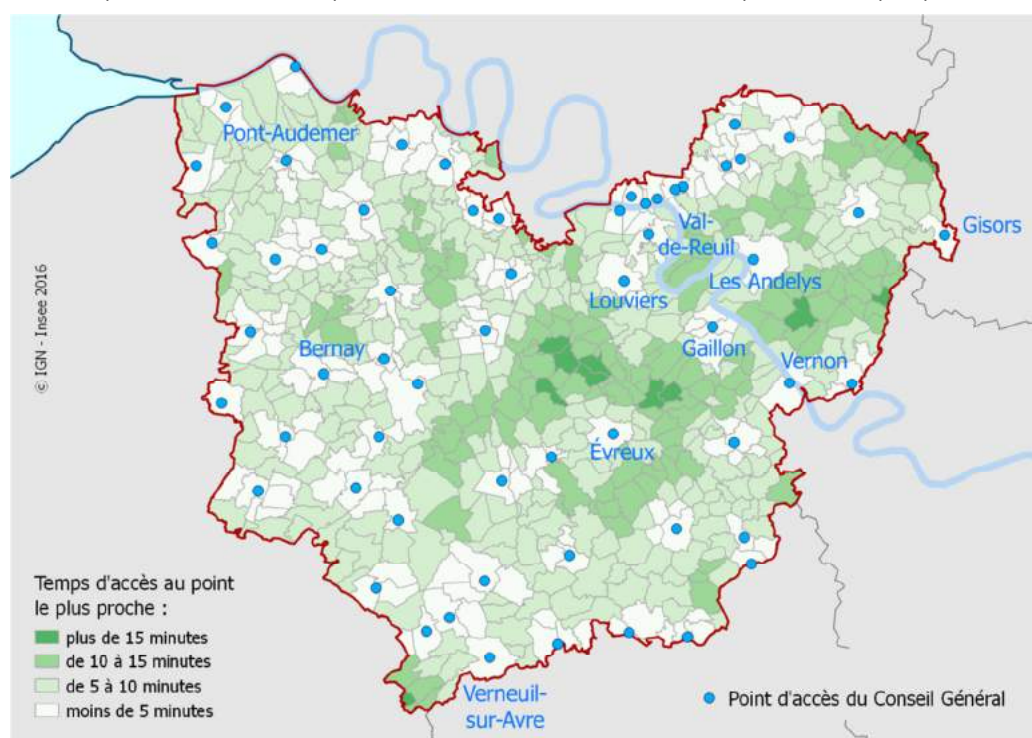 Pont-Audemer
Gisors
Val-
de-Reuil
Les Andelys
Louviers
Gaillon
Bernay
Vernon
Évreux
© IGN - Insee 2016
Temps d'accès au point
le plus proche :
plus de 15 minutes
de 10 à 15 minutes
de 5 à 10 minutes
moins de 5 minutes
Verneuil-
sur-Avre
Point d'accès du Conseil Général